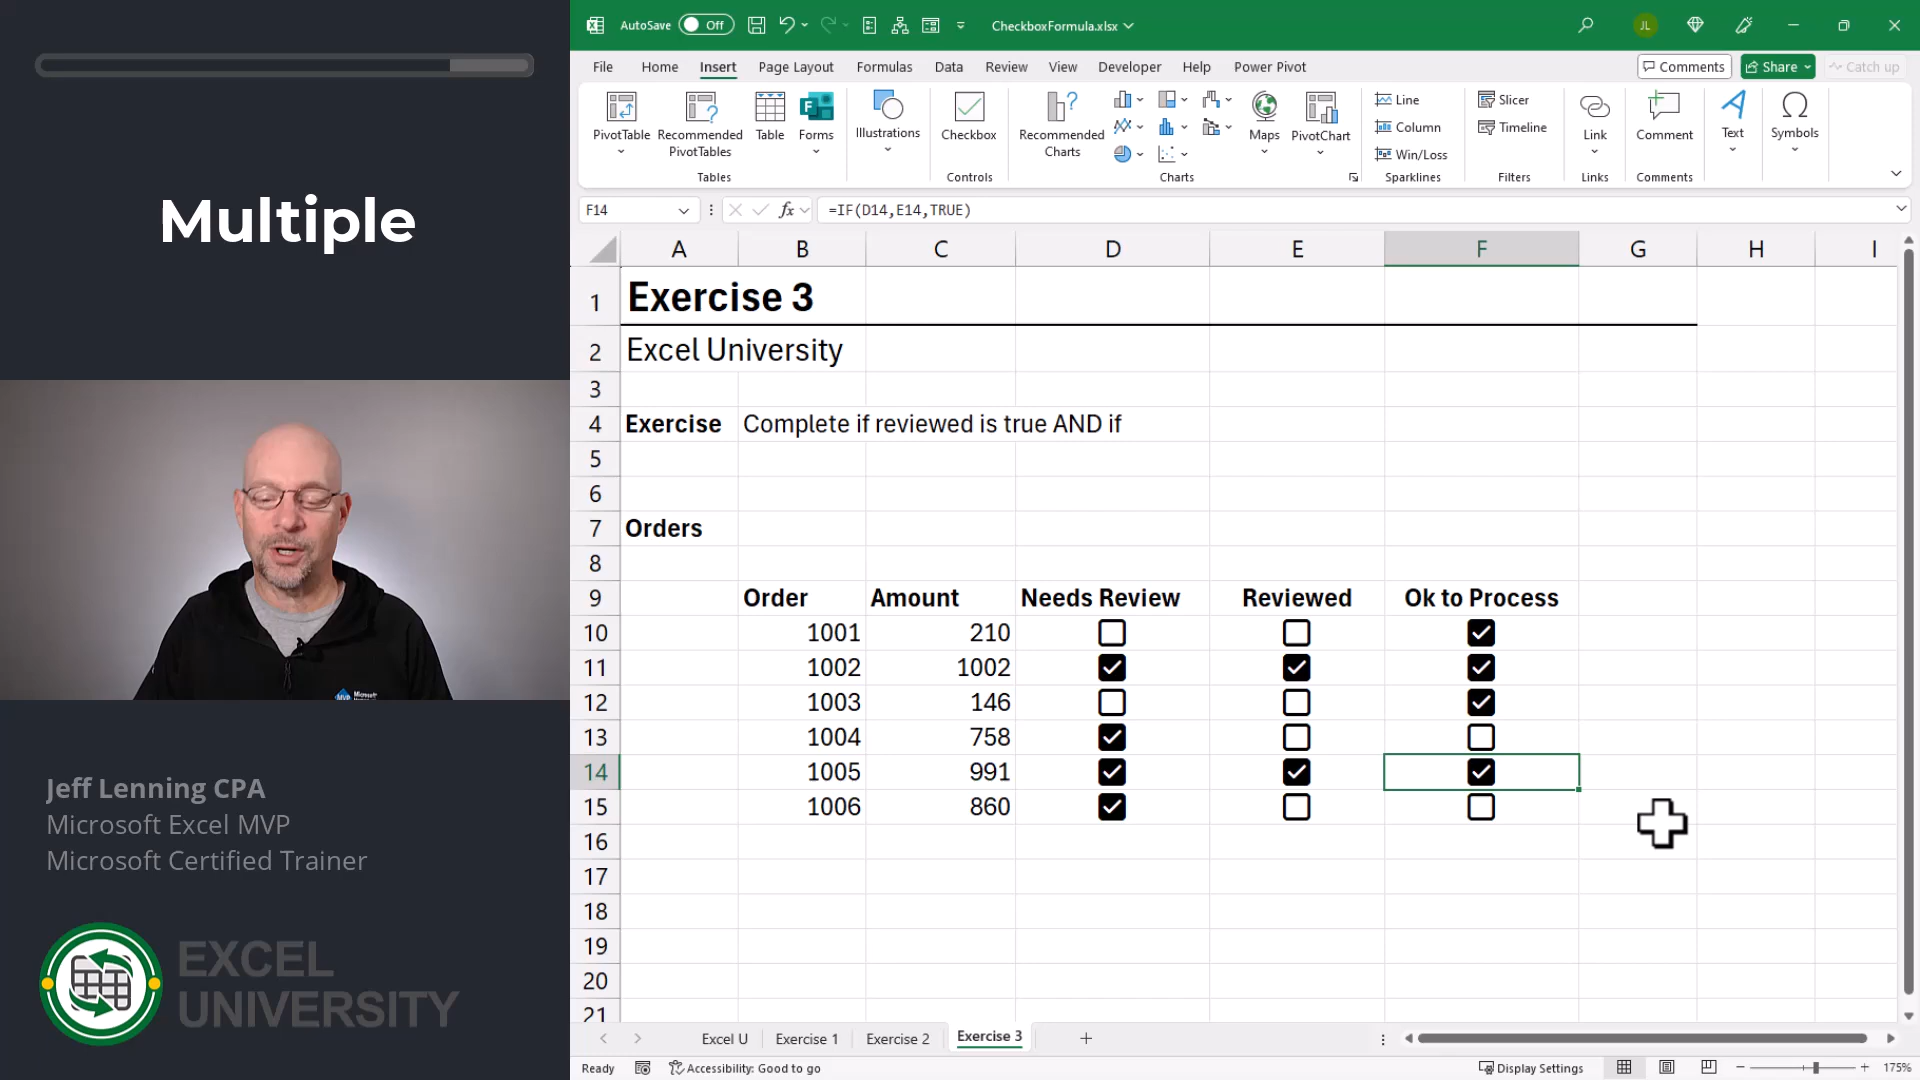 Multiple
Jeff Lenning CPA
Microsoft Excel MVP
Microsoft Certified Trainer
EXCEL
UNIVERSITY
AutoSave Off CheckboxFormula.xlsx JL
File Home Insert Page Layout Formulas Data Review View Developer Help Power Pivot Comments Share Catch up
PivotTable Recommended PivotTables Table Forms Illustrations Checkbox Recommended Charts Maps PivotChart Line Column Win/Loss Slicer Timeline Link Comment Text Symbols
Tables Controls Charts Sparklines Filters Links Comments
F14 fx =IF(D14,E14,TRUE)
A B C D E F G H I
1 Exercise 3
2 Excel University
3
4 Exercise Complete if reviewed is true AND if
5
6
7 Orders
8
9 Order Amount Needs Review Reviewed Ok to Process
10 1001 210
11 1002 1002
12 1003 146
13 1004 758
14 1005 991
15 1006 860
16
17
18
19
20
21
Excel U Exercise 1 Exercise 2 Exercise 3
Ready Accessibility: Good to go Display Settings 175%